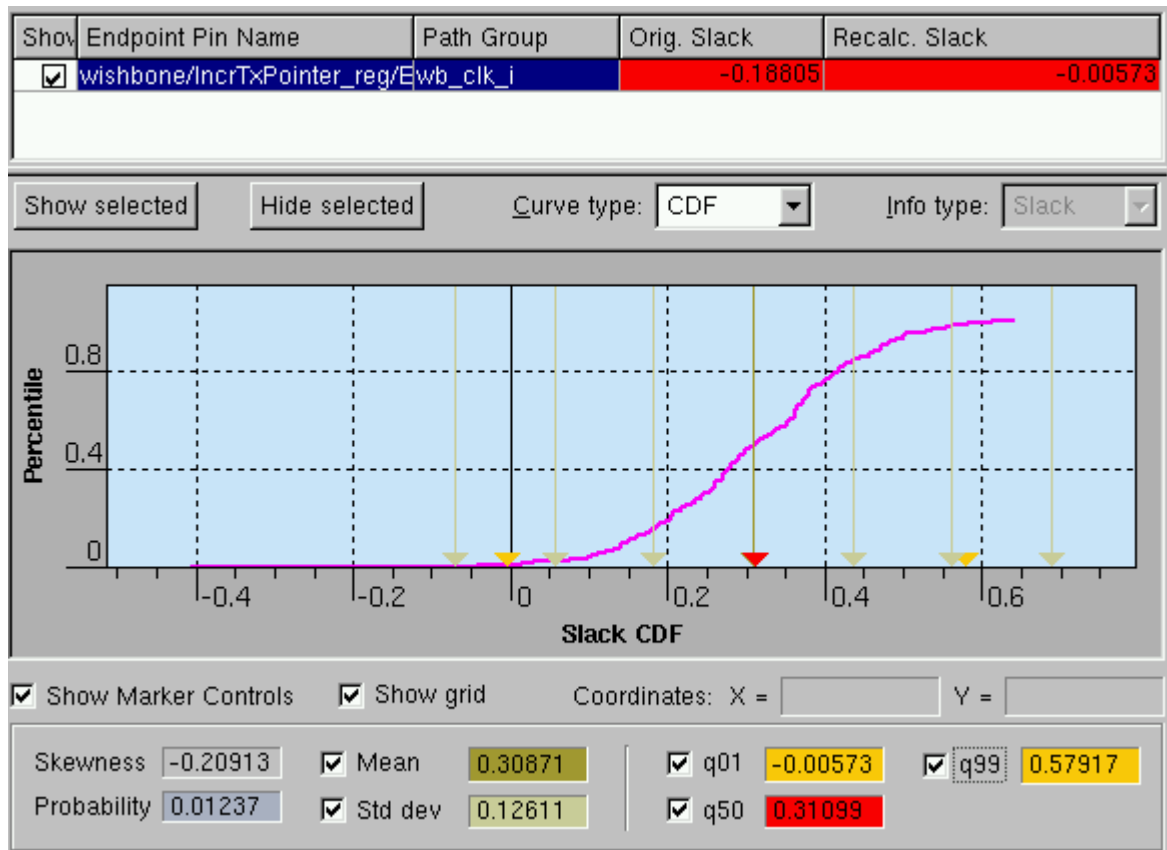 Shov Endpoint Pin Name Path Group Orig. Slack Recalc. Slack
wishbone/IncrTxPointer_reg/E wb_clk_i -0.18805 -0.00573
Show selected Hide selected Curve type: CDF Info type: Slack
Percentile
0.8
0.4
0
-0.4 -0.2 0 0.2 0.4 0.6
Slack CDF
Show Marker Controls Show grid Coordinates: X = Y =
Skewness -0.20913 Mean 0.30871 q01 -0.00573 q99 0.57917
Probability 0.01237 Std dev 0.12611 q50 0.31099